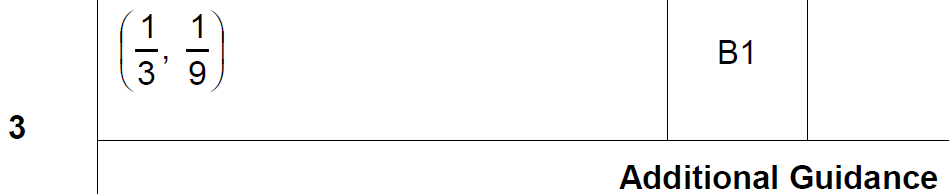 (1/3, 1/9) B1
3
Additional Guidance